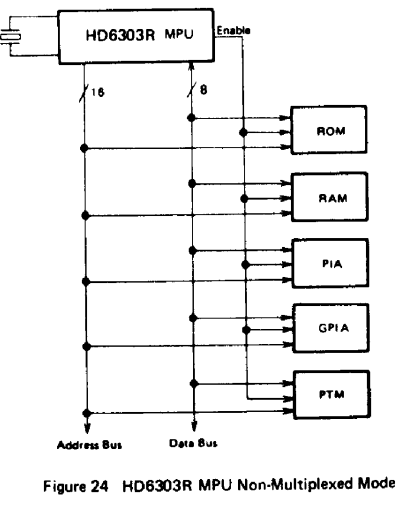 HD6303R MPU
Enable
16
8
ROM
RAM
PIA
GPIA
PTM
Address Bus
Data Bus
Figure 24 HD6303R MPU Non-Multiplexed Mode